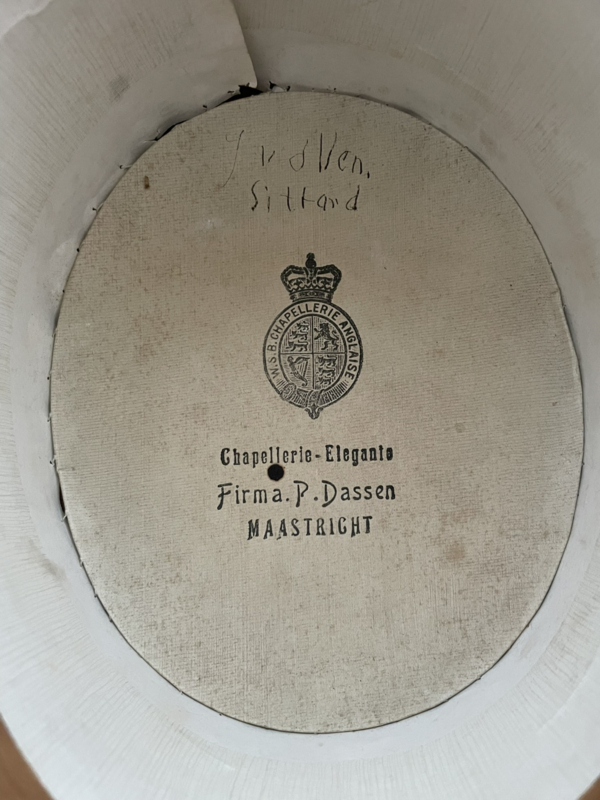 J v d Ven.
Sittard
W.S.B. CHAPELLERIE ANGLAISE
Chapellerie-Elegante
Firma. P. Dassen
MAASTRICHT